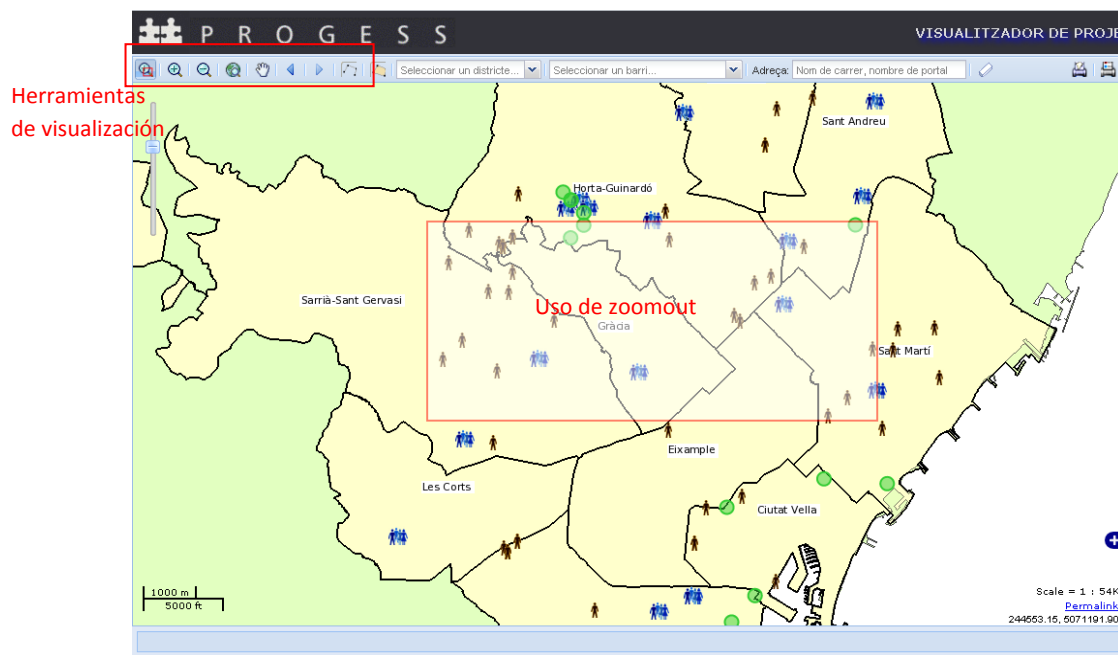 PROGESS
VISUALITZADOR DE PROJE
Seleccionar un districte...
Seleccionar un barri...
Adreça:
Nom de carrer, nombre de portal
Herramientas
de visualización
Sant Andreu
Horta-Guinardó
Sarrià-Sant Gervasi
Uso de zoomout
Gràcia
Sant Martí
Eixample
Les Corts
Ciutat Vella
1000 m
5000 ft
Scale = 1 : 54K
Permalink
244553.15, 5071191.90